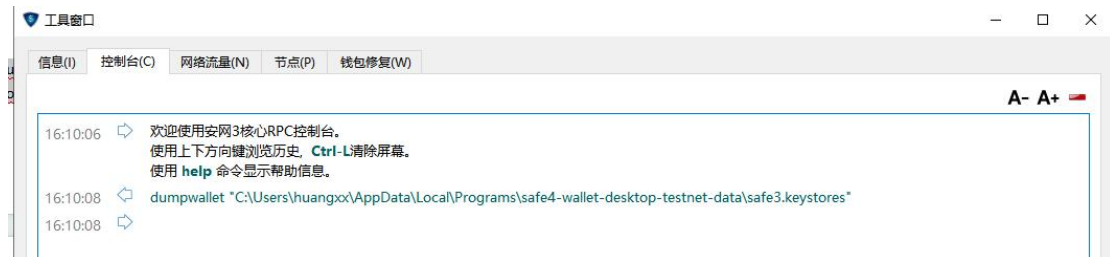 工具窗口
信息(I) 控制台(C) 网络流量(N) 节点(P) 钱包修复(W)
A- A+
16:10:06 欢迎使用安网3核心RPC控制台。
使用上下方向键浏览历史, Ctrl-L清除屏幕。
使用 help 命令显示帮助信息。
16:10:08 dumpwallet "C:\Users\huangxx\AppData\Local\Programs\safe4-wallet-desktop-testnet-data\safe3.keystores"
16:10:08